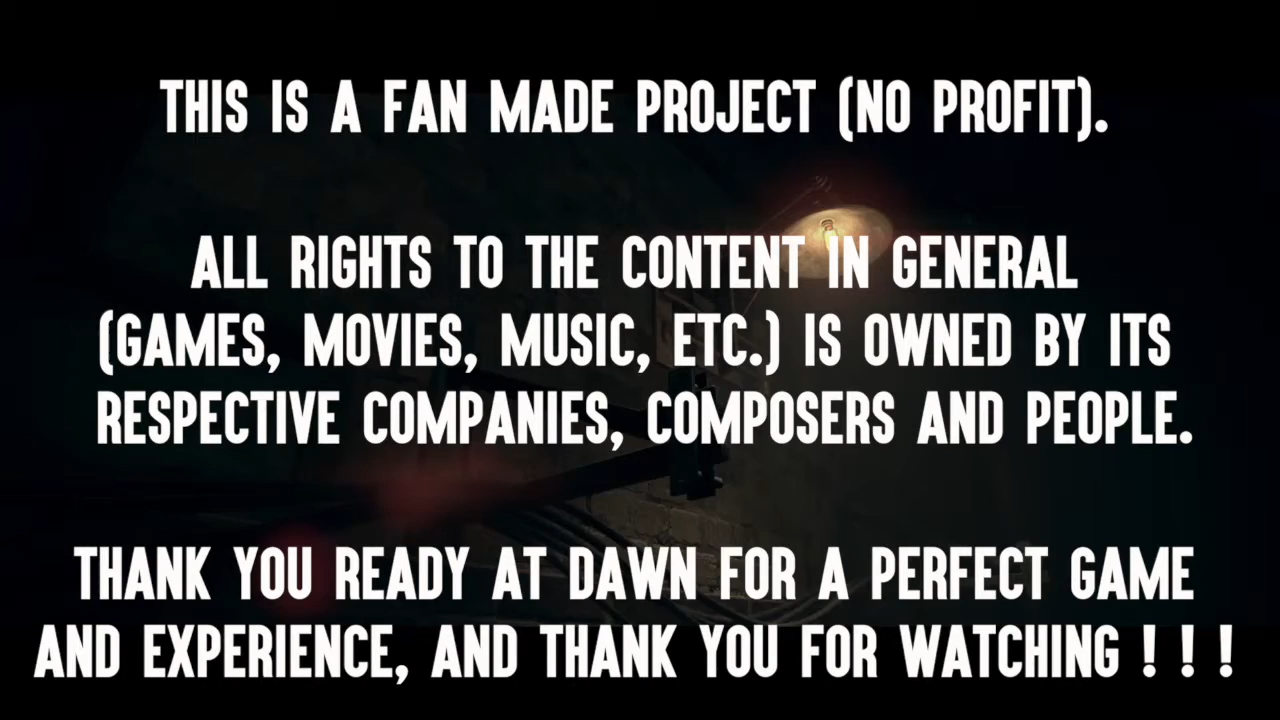 THIS IS A FAN MADE PROJECT (NO PROFIT).
ALL RIGHTS TO THE CONTENT IN GENERAL
(GAMES, MOVIES, MUSIC, ETC.) IS OWNED BY ITS
RESPECTIVE COMPANIES, COMPOSERS AND PEOPLE.
THANK YOU READY AT DAWN FOR A PERFECT GAME
AND EXPERIENCE, AND THANK YOU FOR WATCHING ! ! !